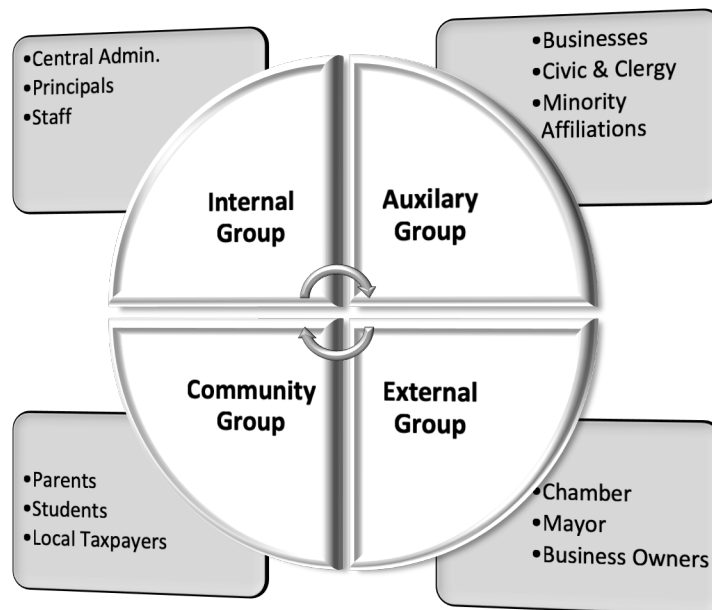 •Central Admin.
•Principals
•Staff
•Businesses
•Civic & Clergy
•Minority
Affiliations
Internal
Group
Auxilary
Group
Community
Group
External
Group
•Parents
•Students
•Local Taxpayers
•Chamber
•Mayor
•Business Owners